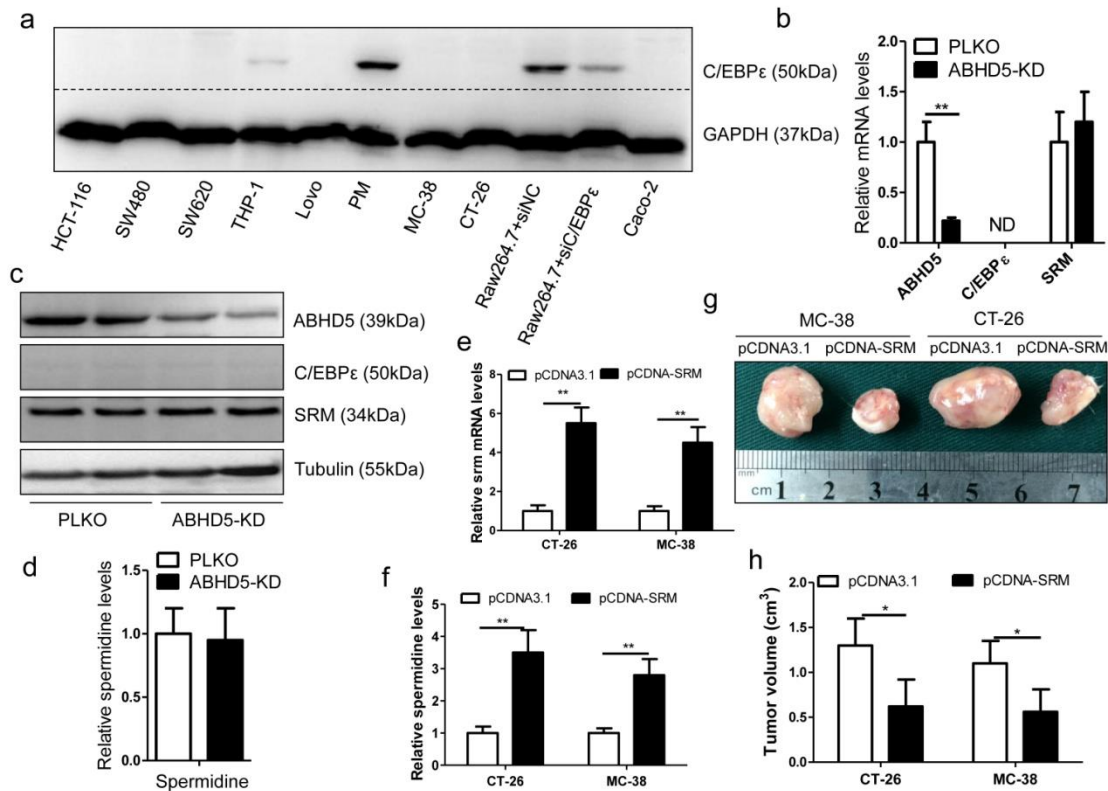 a
C/EBPε (50kDa)
GAPDH (37kDa)
HCT-116
SW480
SW620
THP-1
Lovo
PM
MC-38
CT-26
Raw264.7+siNC
Raw264.7+siC/EBPε
Caco-2
b
PLKO
ABHD5-KD
Relative mRNA levels
2.0
1.5
1.0
0.5
0.0
**
ND
ABHD5
C/EBPε
SRM
c
ABHD5 (39kDa)
C/EBPε (50kDa)
SRM (34kDa)
Tubulin (55kDa)
PLKO ABHD5-KD
d
PLKO
ABHD5-KD
Relative spermidine levels
1.5
1.0
0.5
0.0
Spermidine
e
pCDNA3.1 pCDNA-SRM
Relative srm mRNA levels
8
6
4
2
0
**
**
CT-26 MC-38
f
pCDNA3.1 pCDNA-SRM
Relative spermidine levels
5
4
3
2
1
0
**
**
CT-26 MC-38
g
MC-38 CT-26
pCDNA3.1 pCDNA-SRM pCDNA3.1 pCDNA-SRM
mm
cm 1 2 3 4 5 6 7
h
pCDNA3.1 pCDNA-SRM
Tumor volume (cm³)
2.0
1.5
1.0
0.5
0.0
*
*
CT-26 MC-38